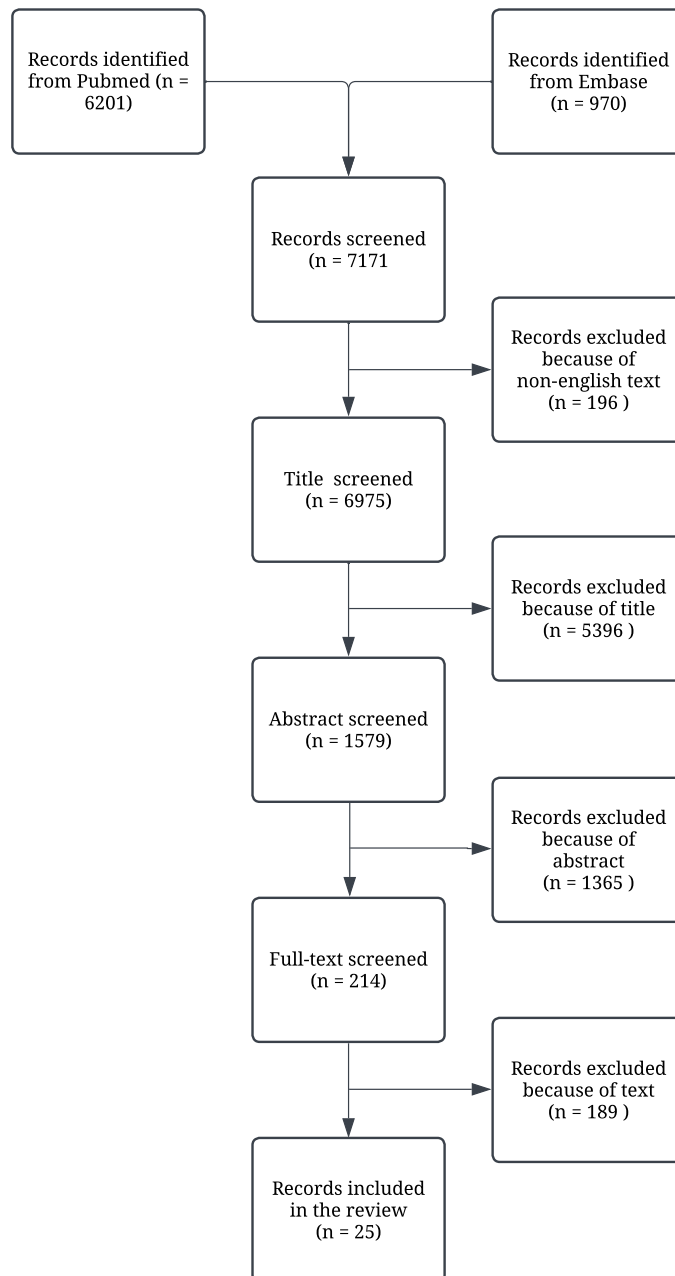 Records identified
from Pubmed (n =
6201)
Records identified
from Embase
(n = 970)
Records screened
(n = 7171
Records excluded
because of
non-english text
(n = 196 )
Title  screened
(n = 6975)
Records excluded
because of title
(n = 5396 )
Abstract screened
(n = 1579)
Records excluded
because of
abstract
(n = 1365 )
Full-text screened
(n = 214)
Records excluded
because of text
(n = 189 )
Records included
in the review
(n = 25)